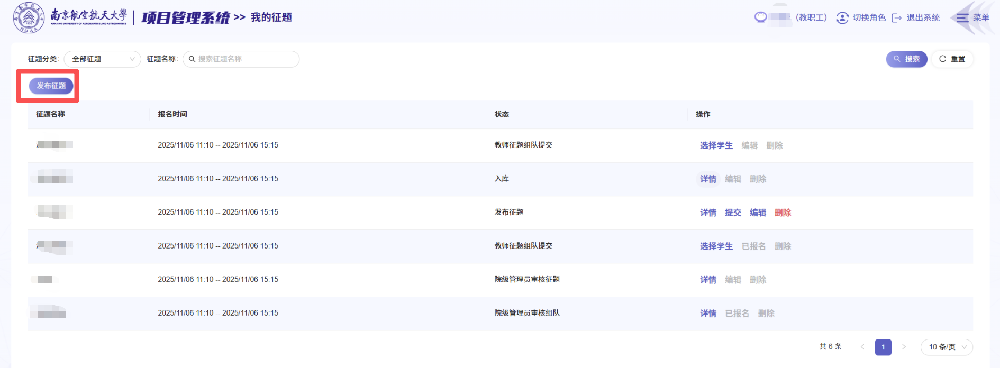 南京航空航天大學
NANJING UNIVERSITY OF AERONAUTICS AND ASTRONAUTICS
1952
NUAA
项目管理系统 >> 我的征题
(教职工) 切换角色 退出系统 菜单
征题分类: 全部征题 征题名称: 搜索征题名称 搜索 重置
发布征题
征题名称 报名时间 状态 操作
2025/11/06 11:10 -- 2025/11/06 15:15 教师征题组队提交 选择学生 编辑 删除
2025/11/06 11:10 -- 2025/11/06 15:15 入库 详情 编辑 删除
2025/11/06 11:10 -- 2025/11/06 15:15 发布征题 详情 提交 编辑 删除
2025/11/06 11:10 -- 2025/11/06 15:15 教师征题组队提交 选择学生 已报名 删除
2025/11/06 11:10 -- 2025/11/06 15:15 院级管理员审核征题 详情 编辑 删除
2025/11/06 11:10 -- 2025/11/06 15:15 院级管理员审核组队 详情 已报名 删除
共 6 条 < 1 > 10 条/页